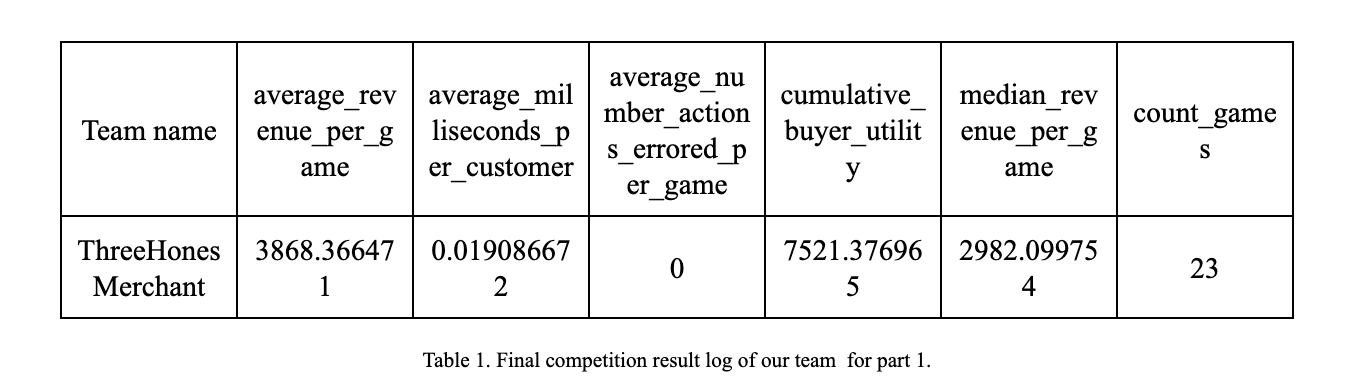 Team name
average_rev
enue_per_g
ame
average_mil
liseconds_p
er_customer
average_nu
mber_action
s_errored_p
er_game
cumulative_
buyer_utilit
y
median_rev
enue_per_g
ame
count_game
s
ThreeHones
Merchant
3868.36647
1
0.01908667
2
0
7521.37696
5
2982.09975
4
23
Table 1. Final competition result log of our team  for part 1.